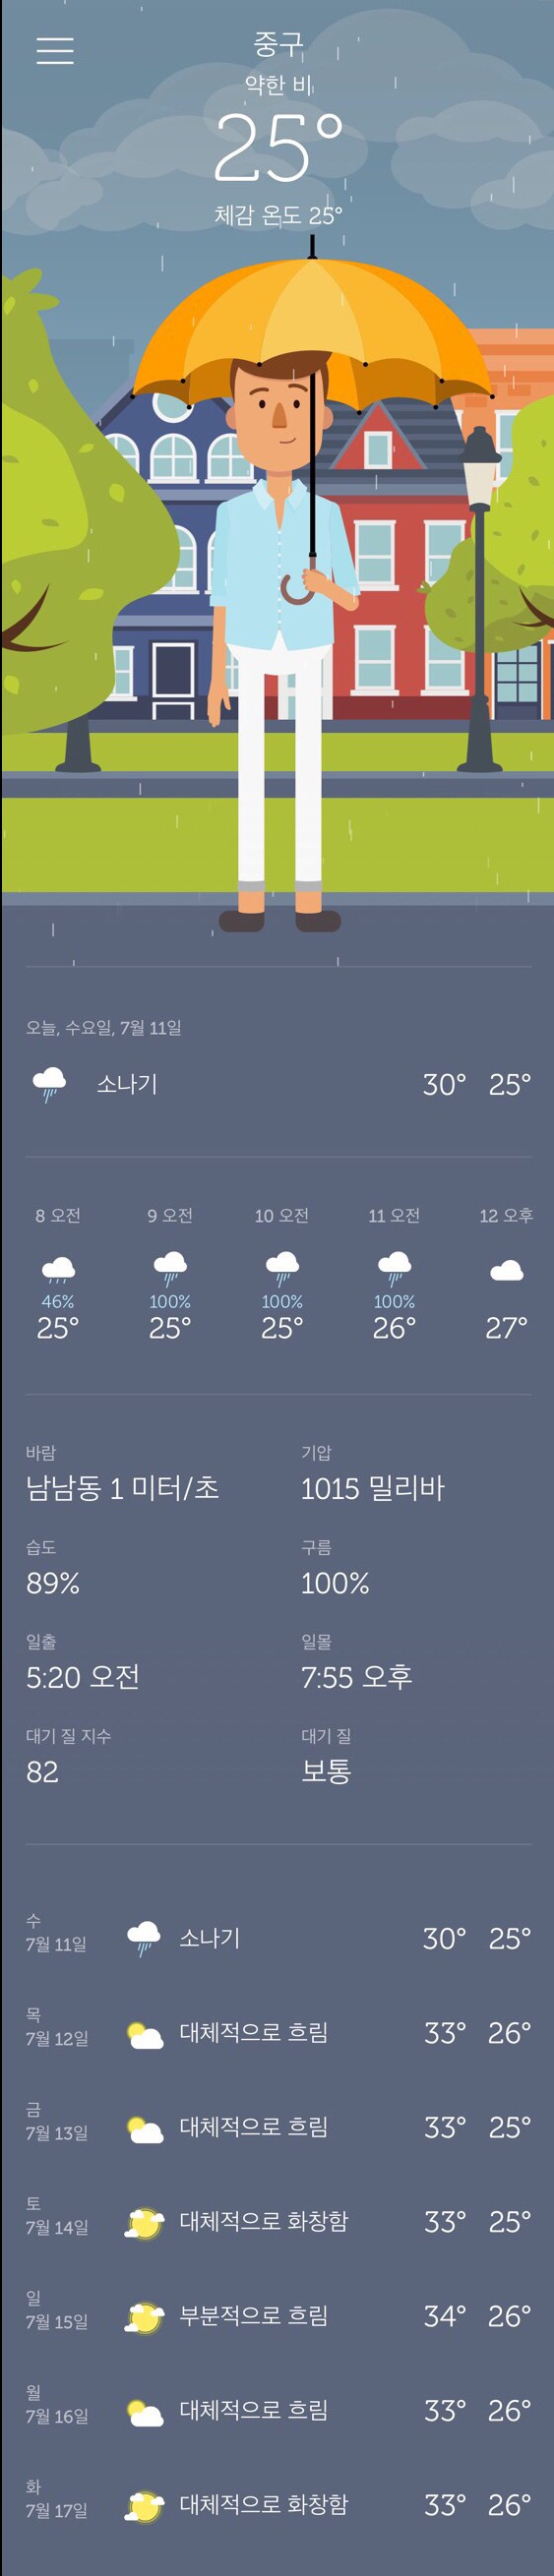 중구
약한 비
25°
체감 온도 25°
오늘, 수요일, 7월 11일
소나기 30° 25°
8 오전 9 오전 10 오전 11 오전 12 오후
46% 100% 100% 100%
25° 25° 25° 26° 27°
바람 기압
남남동 1 미터/초 1015 밀리바
습도 구름
89% 100%
일출 일몰
5:20 오전 7:55 오후
대기 질 지수 대기 질
82 보통
수
7월 11일 소나기 30° 25°
목
7월 12일 대체적으로 흐림 33° 26°
금
7월 13일 대체적으로 흐림 33° 25°
토
7월 14일 대체적으로 화창함 33° 25°
일
7월 15일 부분적으로 흐림 34° 26°
월
7월 16일 대체적으로 흐림 33° 26°
화
7월 17일 대체적으로 화창함 33° 26°